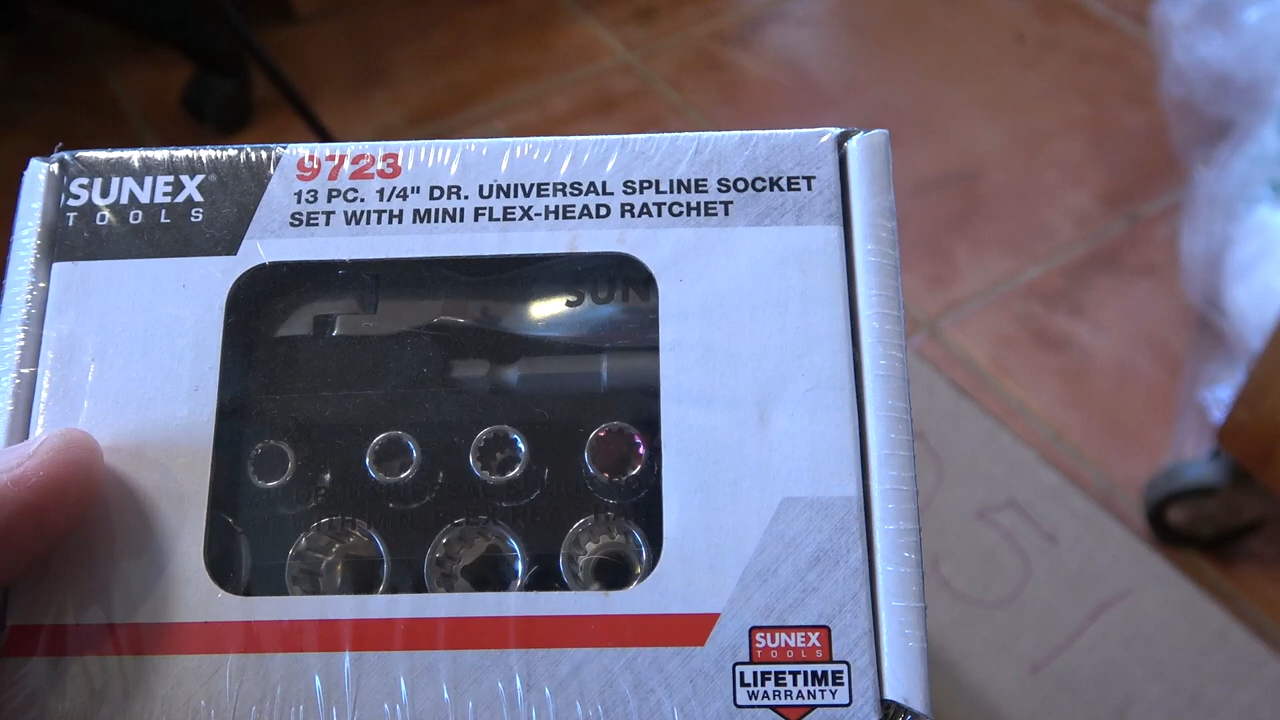 SUNEX®
TOOLS
9723
13 PC. 1/4" DR. UNIVERSAL SPLINE SOCKET
SET WITH MINI FLEX-HEAD RATCHET
SUN
SUNEX
TOOLS
LIFETIME
WARRANTY